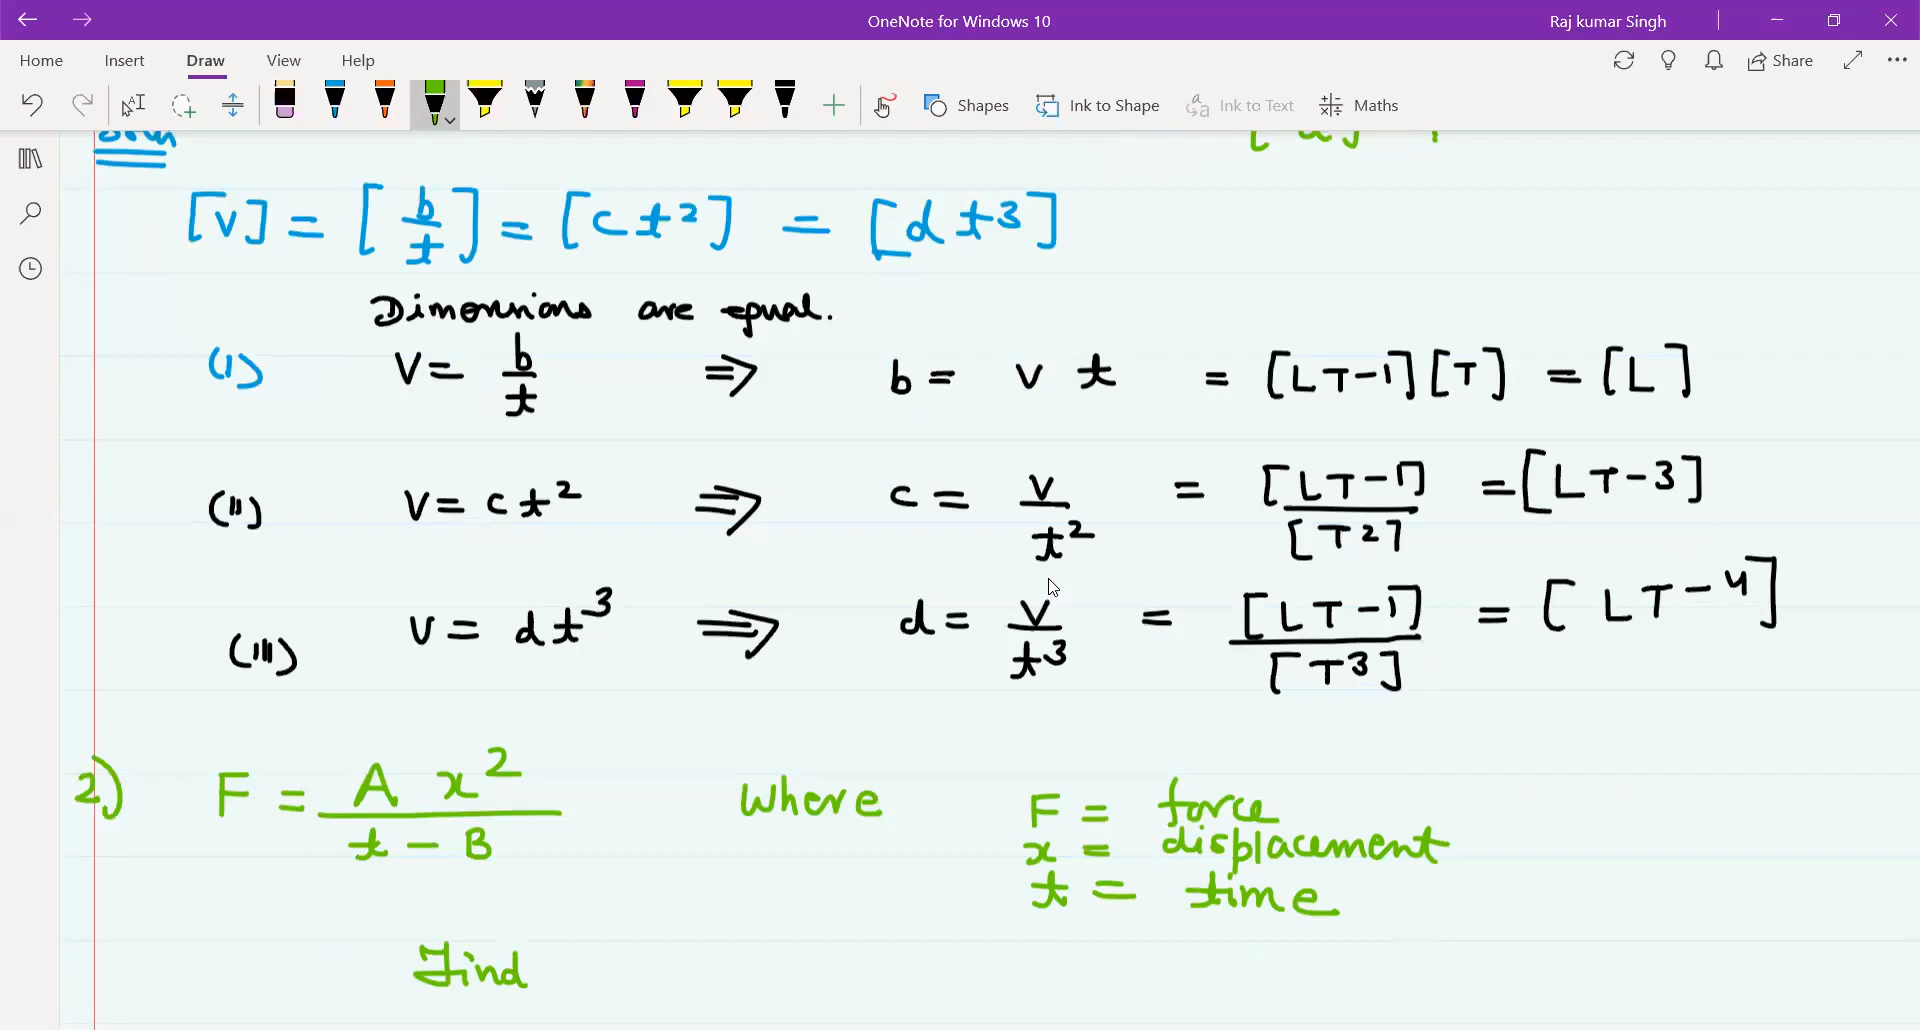 OneNote for Windows 10
Raj kumar Singh
Home Insert Draw View Help
Share
Shapes Ink to Shape Ink to Text Maths
[V] = [b/t] = [ct²] = [dt³]
Dimensions are equal.
(I) V = b/t ⇒ b = v t = [LT-1][T] = [L]
(II) V = ct² ⇒ c = v/t² = [LT-1]/[T2] = [LT-3]
(III) V = dt³ ⇒ d = v/t³ = [LT-1]/[T3] = [LT-4]
2) F = A x²/(t - B) Where F = force
x = displacement
t = time
Find